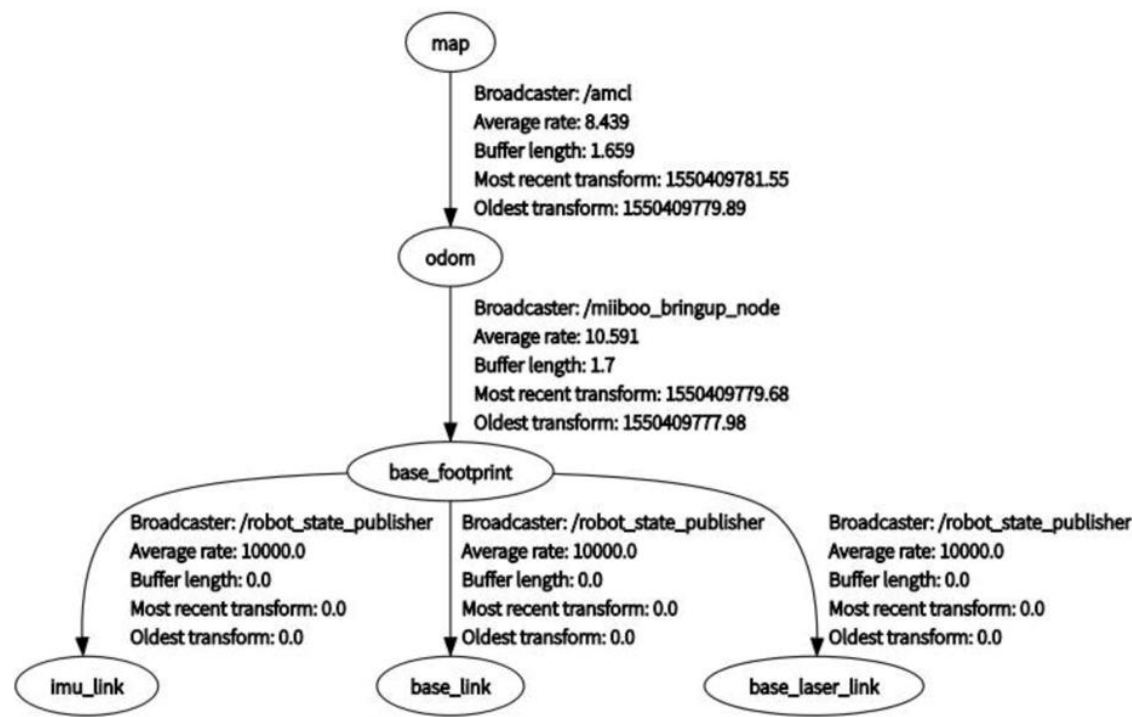 map
Broadcaster: /amcl
Average rate: 8.439
Buffer length: 1.659
Most recent transform: 1550409781.55
Oldest transform: 1550409779.89
odom
Broadcaster: /miiboo_bringup_node
Average rate: 10.591
Buffer length: 1.7
Most recent transform: 1550409779.68
Oldest transform: 1550409777.98
base_footprint
Broadcaster: /robot_state_publisher
Average rate: 10000.0
Buffer length: 0.0
Most recent transform: 0.0
Oldest transform: 0.0
Broadcaster: /robot_state_publisher
Average rate: 10000.0
Buffer length: 0.0
Most recent transform: 0.0
Oldest transform: 0.0
Broadcaster: /robot_state_publisher
Average rate: 10000.0
Buffer length: 0.0
Most recent transform: 0.0
Oldest transform: 0.0
imu_link
base_link
base_laser_link